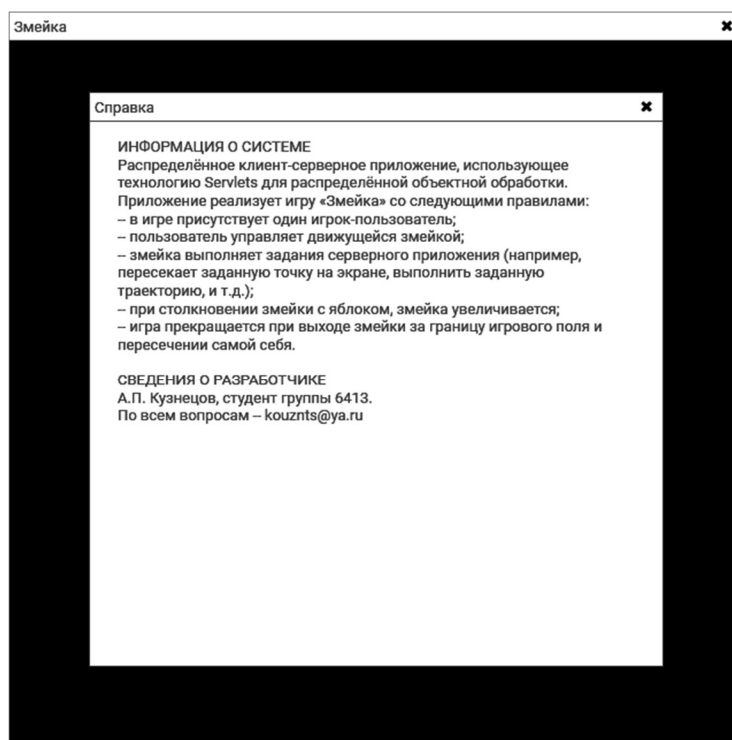 Змейка
Справка
ИНФОРМАЦИЯ О СИСТЕМЕ
Распределённое клиент-серверное приложение, использующее
технологию Servlets для распределённой объектной обработки.
Приложение реализует игру «Змейка» со следующими правилами:
– в игре присутствует один игрок-пользователь;
– пользователь управляет движущейся змейкой;
– змейка выполняет задания серверного приложения (например,
пересекает заданную точку на экране, выполнить заданную
траекторию, и т.д.);
– при столкновении змейки с яблоком, змейка увеличивается;
– игра прекращается при выходе змейки за границу игрового поля и
пересечении самой себя.
СВЕДЕНИЯ О РАЗРАБОТЧИКЕ
А.П. Кузнецов, студент группы 6413.
По всем вопросам – kouznts@ya.ru